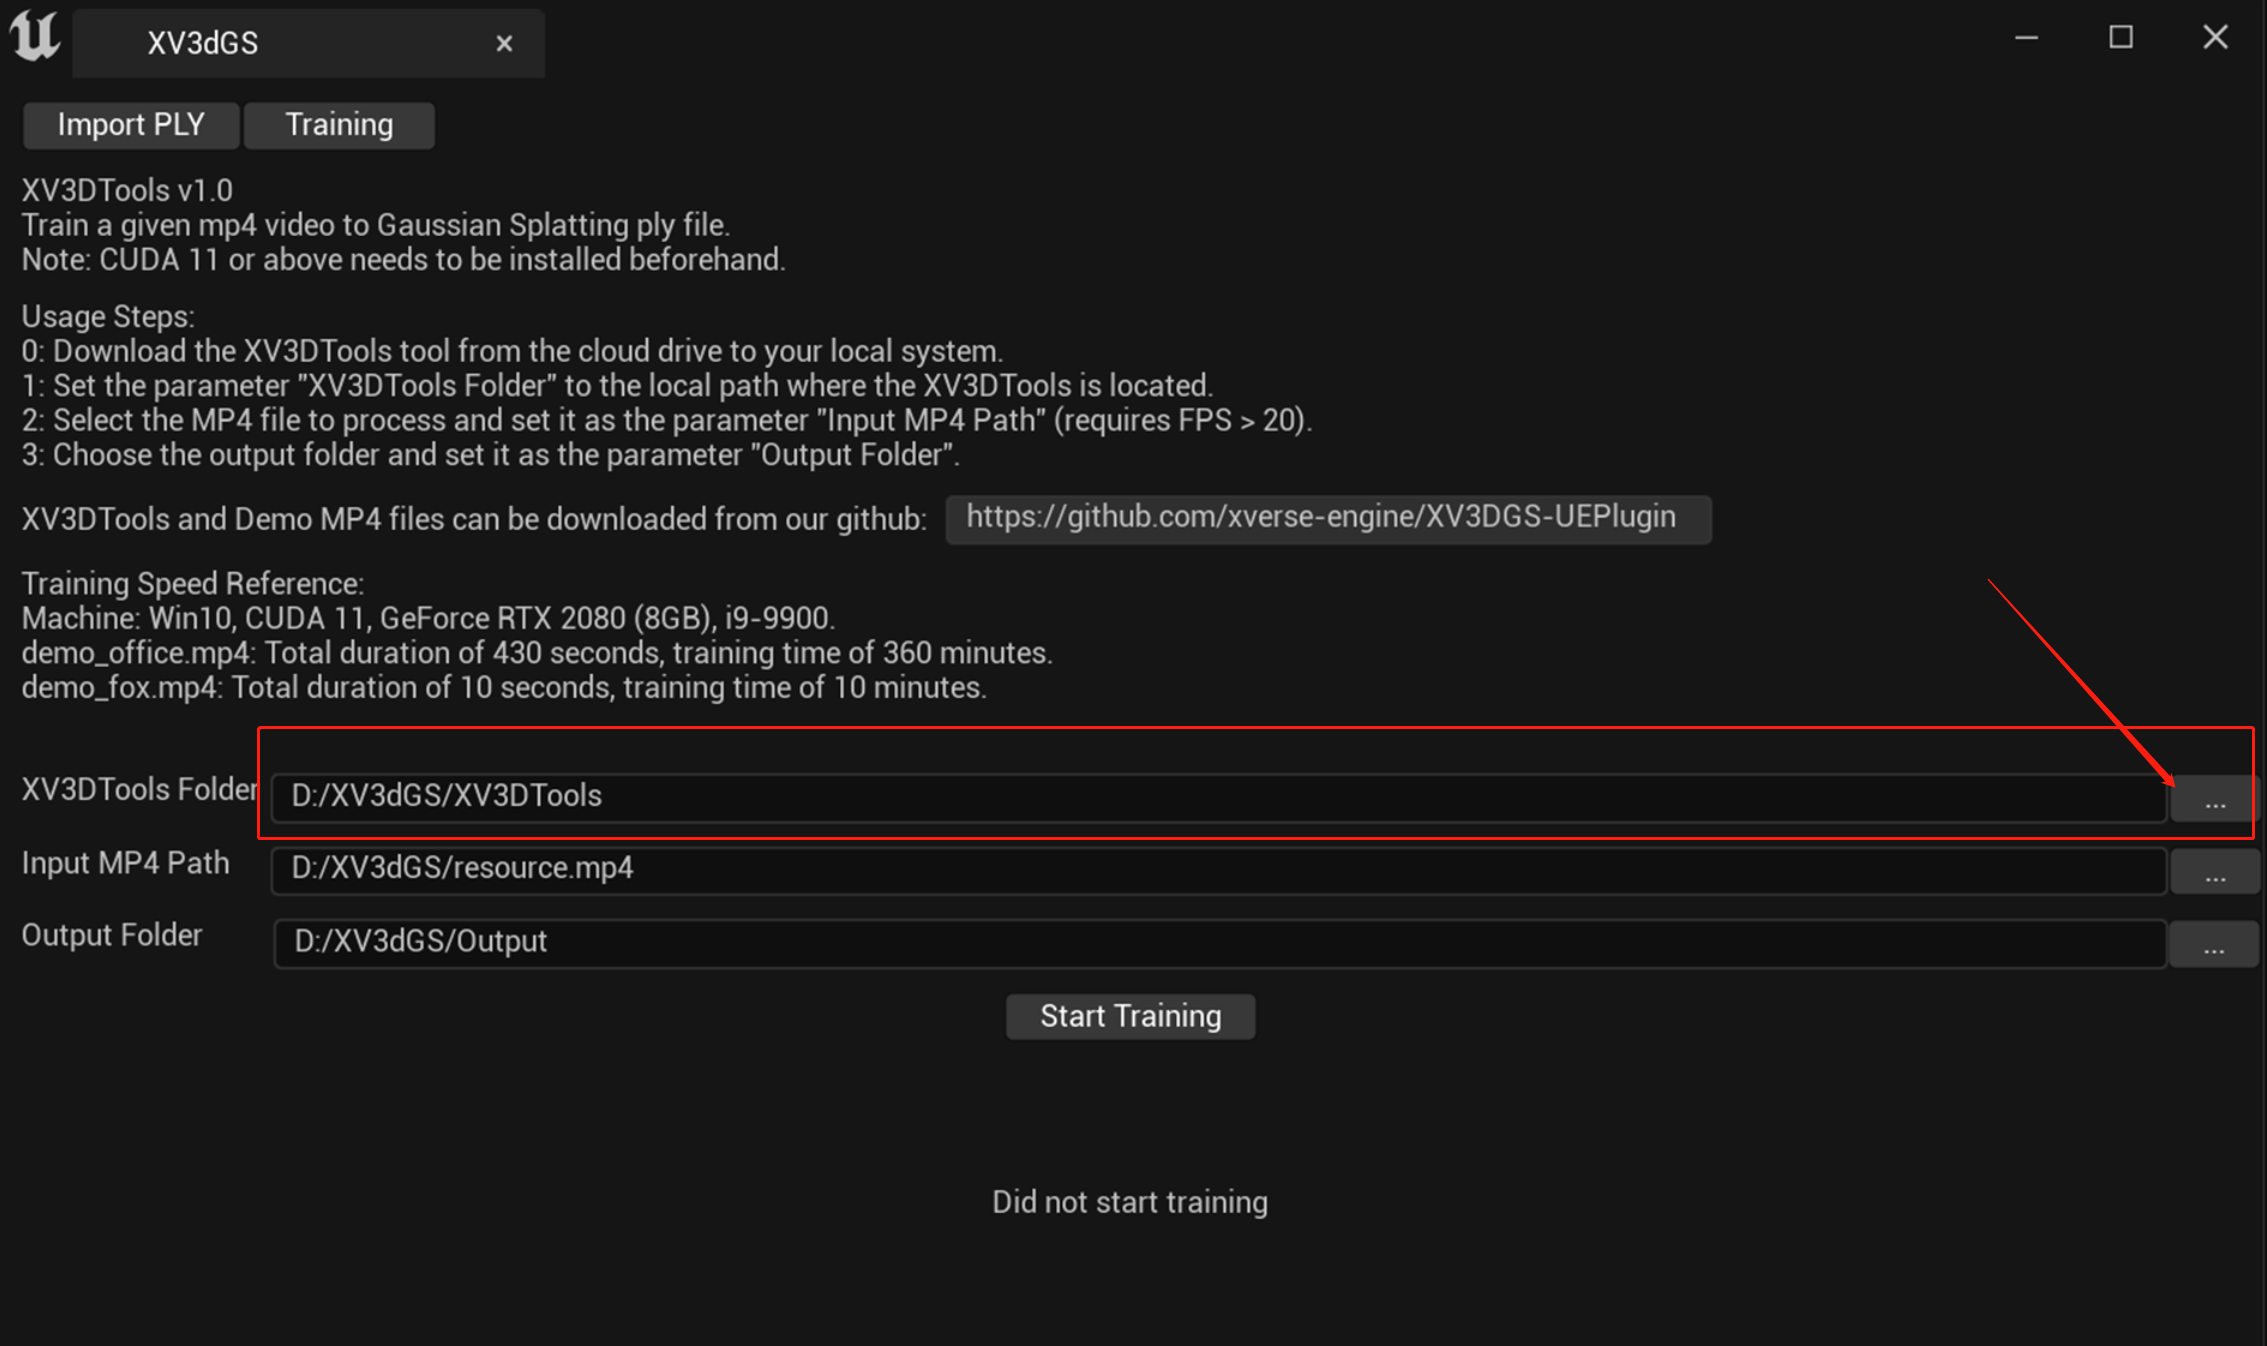 XV3dGS
Import PLY
Training
XV3DTools v1.0
Train a given mp4 video to Gaussian Splatting ply file.
Note: CUDA 11 or above needs to be installed beforehand.
Usage Steps:
0: Download the XV3DTools tool from the cloud drive to your local system.
1: Set the parameter "XV3DTools Folder" to the local path where the XV3DTools is located.
2: Select the MP4 file to process and set it as the parameter "Input MP4 Path" (requires FPS > 20).
3: Choose the output folder and set it as the parameter "Output Folder".
XV3DTools and Demo MP4 files can be downloaded from our github: https://github.com/xverse-engine/XV3DGS-UEPlugin
Training Speed Reference:
Machine: Win10, CUDA 11, GeForce RTX 2080 (8GB), i9-9900.
demo_office.mp4: Total duration of 430 seconds, training time of 360 minutes.
demo_fox.mp4: Total duration of 10 seconds, training time of 10 minutes.
XV3DTools Folder D:/XV3dGS/XV3DTools ...
Input MP4 Path D:/XV3dGS/resource.mp4 ...
Output Folder D:/XV3dGS/Output ...
Start Training
Did not start training